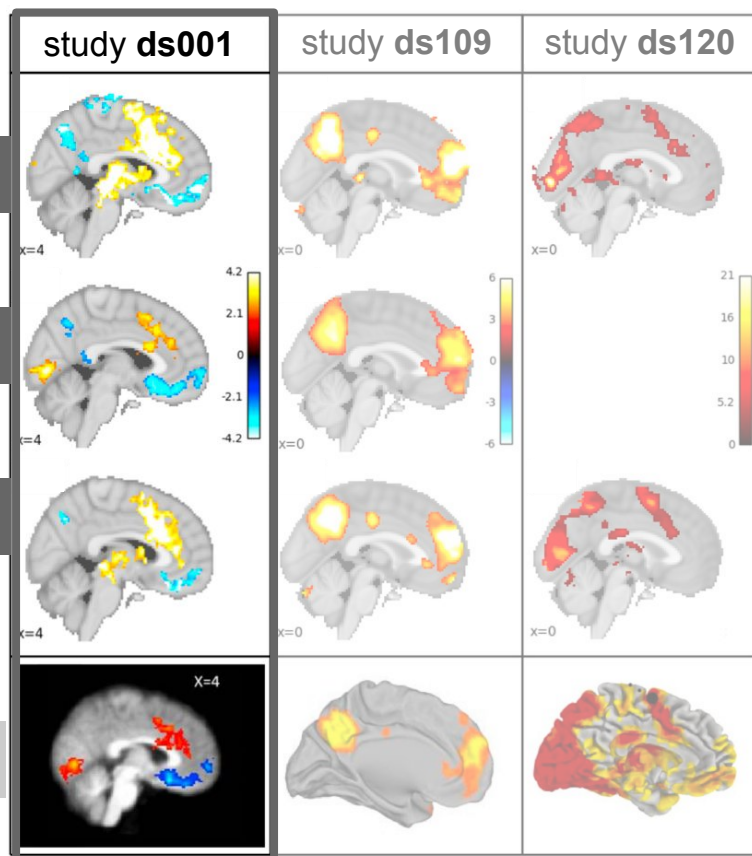 study ds001
study ds109
study ds120
x=4
x=0
x=0
4.2
2.1
0
-2.1
-4.2
6
3
0
-3
-6
21
16
10
5.2
0
x=4
x=0
x=4
x=0
x=0
X=4